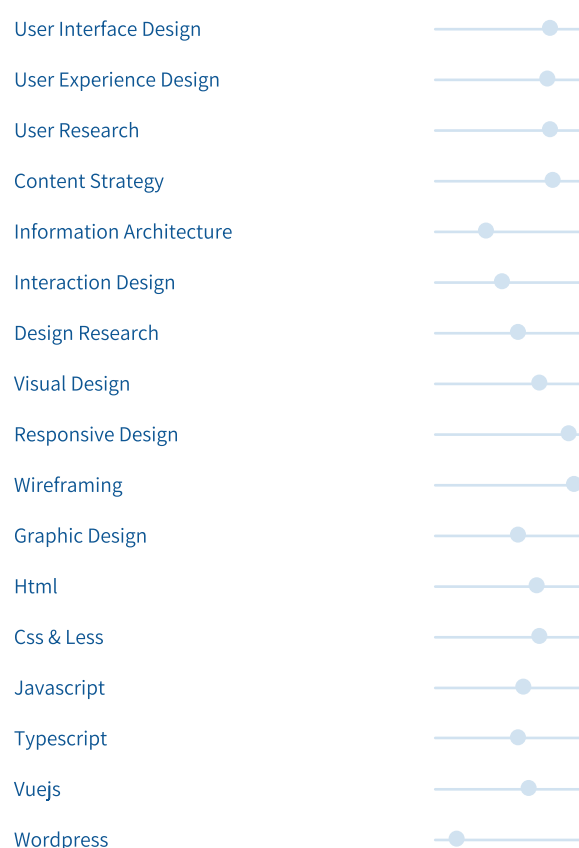 User Interface Design
User Experience Design
User Research
Content Strategy
Information Architecture
Interaction Design
Design Research
Visual Design
Responsive Design
Wireframing
Graphic Design
Html
Css & Less
Javascript
Typescript
Vuejs
Wordpress